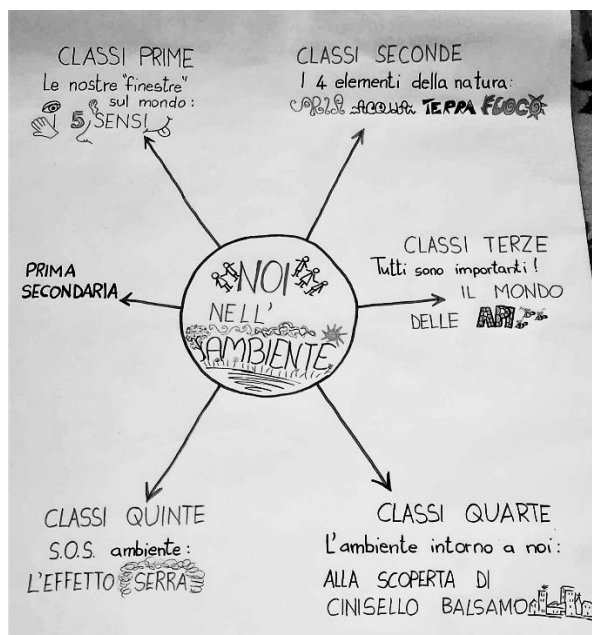 CLASSI PRIME
Le nostre "finestre"
sul mondo:
5 SENSI
CLASSI SECONDE
I 4 elementi della natura:
ARIA ACQUA TERRA FUOCO
CLASSI TERZE
Tutti sono importanti!
IL MONDO
DELLE API
NOI
NELL'
AMBIENTE
PRIMA
SECONDARIA
CLASSI QUINTE
S.O.S. ambiente:
L'EFFETTO SERRA
CLASSI QUARTE
L'ambiente intorno a noi:
ALLA SCOPERTA DI
CINISELLO BALSAMO